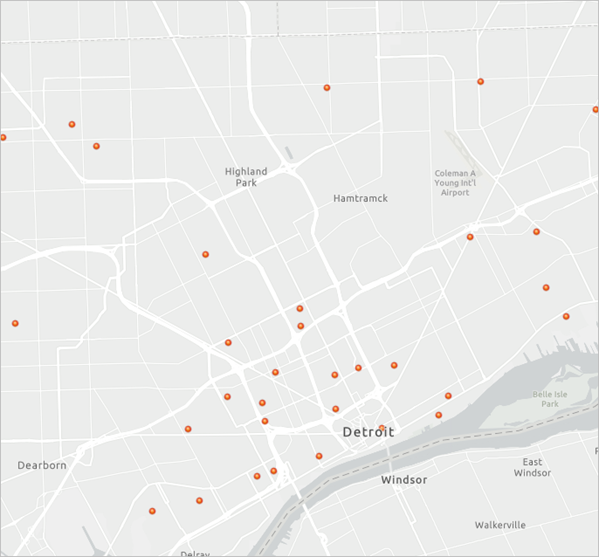 Highland
Park
Coleman A
Young Int'l
Airport
Hamtramck
Belle Isle
Park
Detroit
Dearborn
East
Windsor
Windsor
Walkerville
Delray